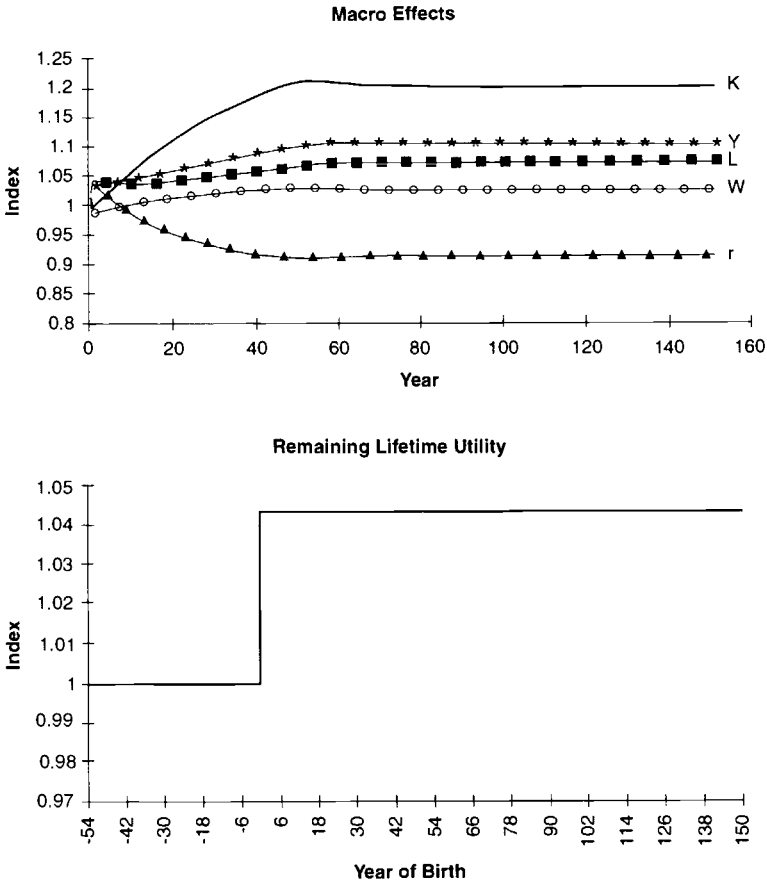 Macro Effects
1.25
1.2
1.15
1.1
1.05
1
0.95
0.9
0.85
0.8
Index
K
Y
L
W
r
0 20 40 60 80 100 120 140 160
Year
Remaining Lifetime Utility
1.05
1.04
1.03
1.02
1.01
1
0.99
0.98
0.97
Index
-54 -42 -30 -18 -6 6 18 30 42 54 66 78 90 102 114 126 138 150
Year of Birth